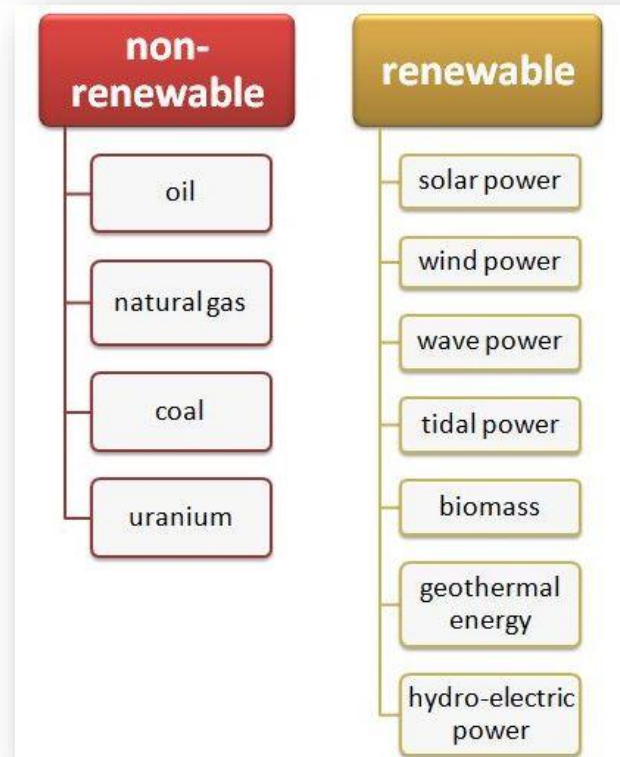 non-
renewable
oil
natural gas
coal
uranium
renewable
solar power
wind power
wave power
tidal power
biomass
geothermal
energy
hydro-electric
power